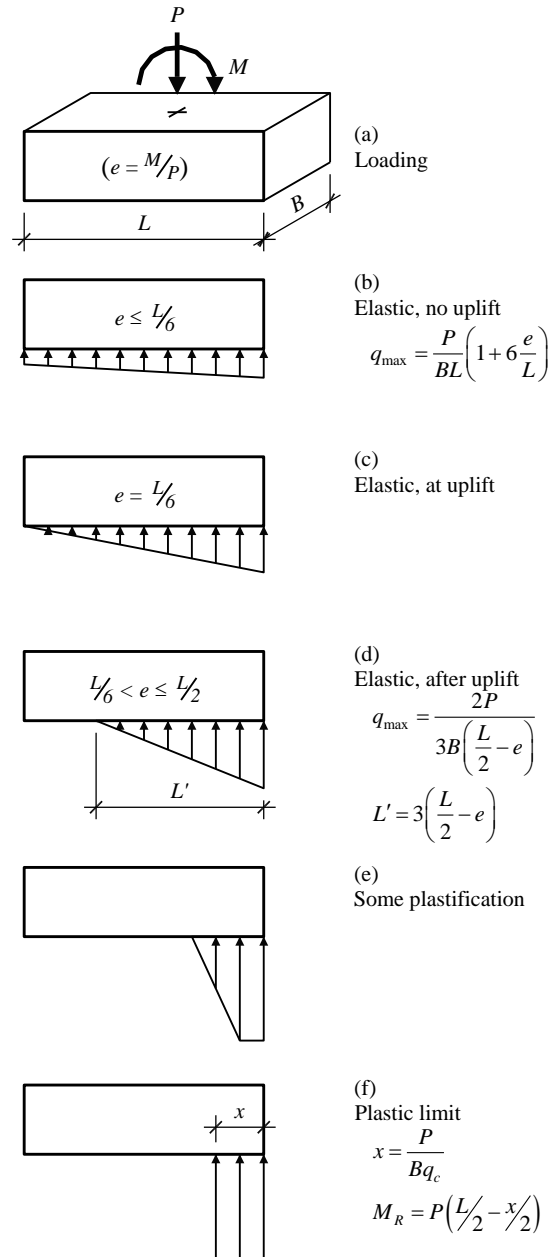 P
M
(e = M/P)
L
B
(a)
Loading
e ≤ L/6
(b)
Elastic, no uplift
q_max = P/BL (1 + 6 e/L)
e = L/6
(c)
Elastic, at uplift
L/6 < e ≤ L/2
L'
(d)
Elastic, after uplift
q_max = 2P / 3B(L/2 − e)
L' = 3(L/2 − e)
(e)
Some plastification
x
(f)
Plastic limit
x = P/Bq_c
M_R = P(L/2 − x/2)